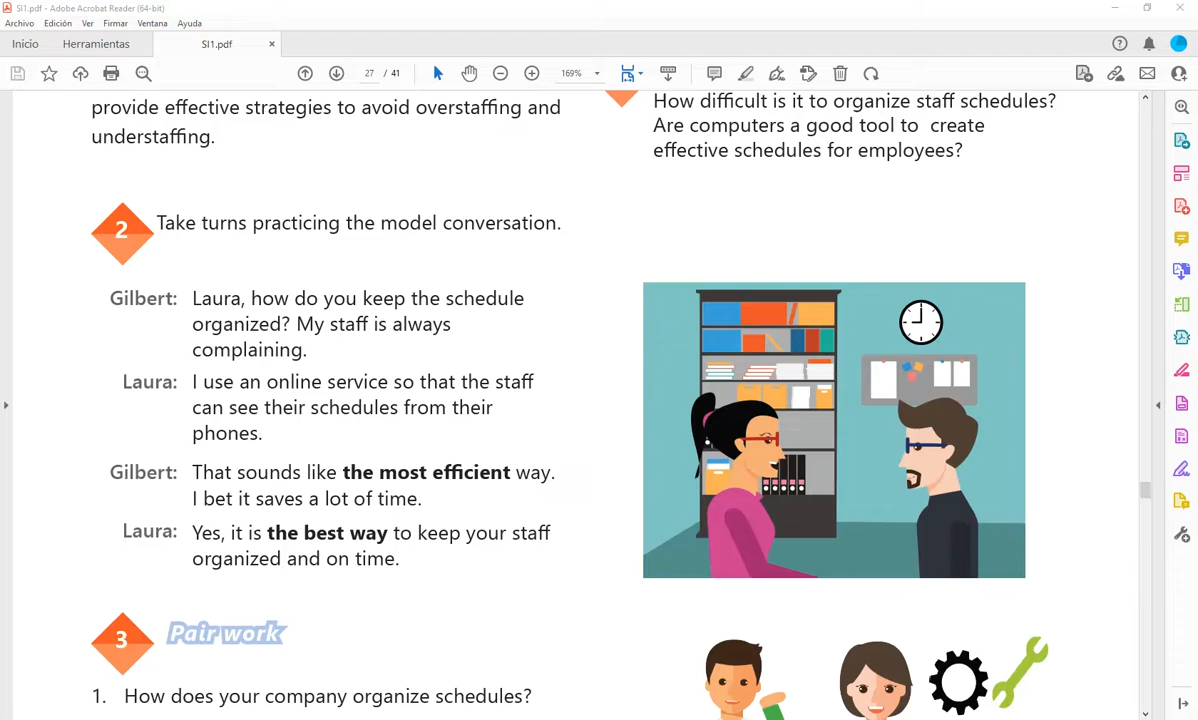 SI1.pdf - Adobe Acrobat Reader (64-bit)
Archivo Edición Ver Firmar Ventana Ayuda
Inicio Herramientas SI1.pdf ×
27 / 41 169%
provide effective strategies to avoid overstaffing and
understaffing.
How difficult is it to organize staff schedules?
Are computers a good tool to create
effective schedules for employees?
2 Take turns practicing the model conversation.
Gilbert: Laura, how do you keep the schedule
organized? My staff is always
complaining.
Laura: I use an online service so that the staff
can see their schedules from their
phones.
Gilbert: That sounds like the most efficient way.
I bet it saves a lot of time.
Laura: Yes, it is the best way to keep your staff
organized and on time.
3 Pair work
1. How does your company organize schedules?